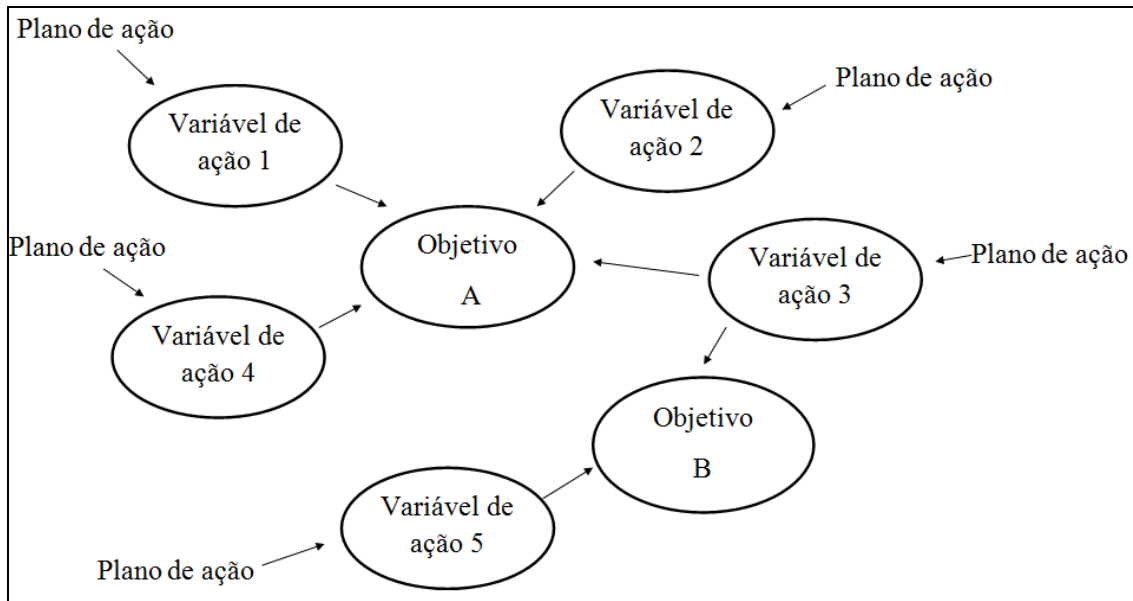 Plano de ação
Variável de
ação 1
Variável de
ação 2
Plano de ação
Plano de ação
Objetivo
A
Variável de
ação 3
Plano de ação
Variável de
ação 4
Objetivo
B
Variável de
ação 5
Plano de ação